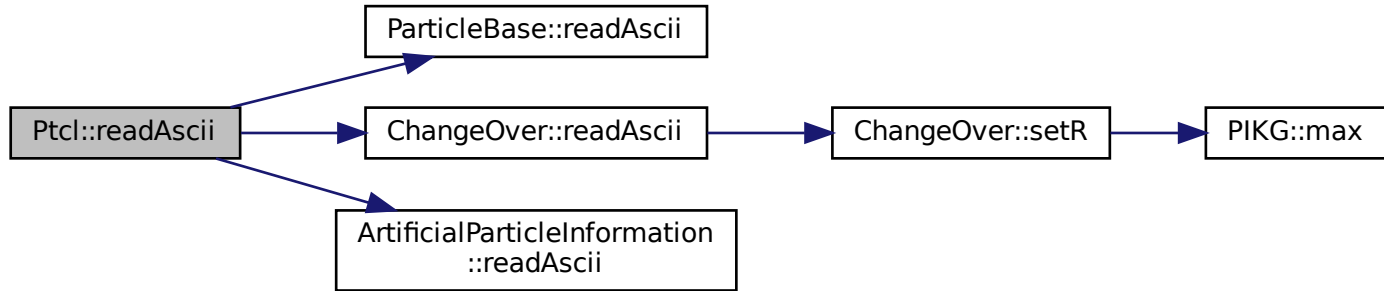 ParticleBase::readAscii
Ptcl::readAscii
ChangeOver::readAscii
ChangeOver::setR
PIKG::max
ArtificialParticleInformation
::readAscii